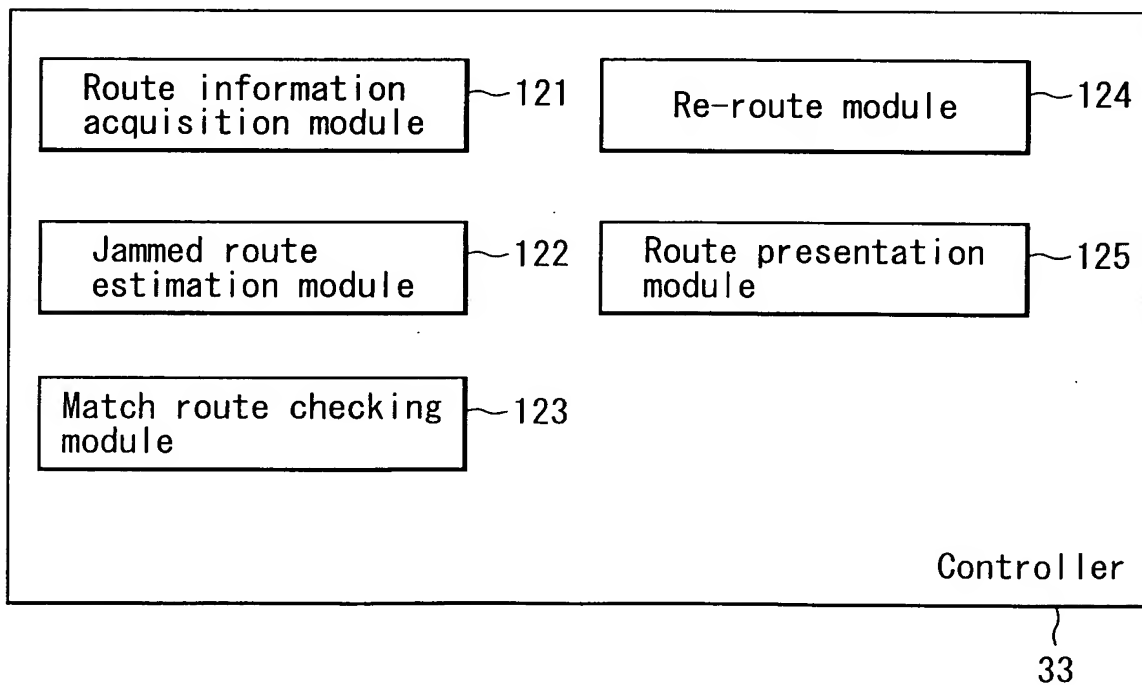 Route information
acquisition module
121
Re-route module
124
Jammed route
estimation module
122
Route presentation
module
125
Match route checking
module
123
Controller
33